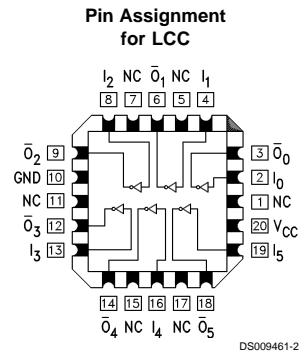 Pin Assignment
for LCC
I₂ NC Ō₁ NC I₁
8 7 6 5 4
Ō₂ 9
GND 10
NC 11
Ō₃ 12
I₃ 13
3 Ō₀
2 I₀
1 NC
20 V_CC
19 I₅
14 15 16 17 18
Ō₄ NC I₄ NC Ō₅
DS009461-2